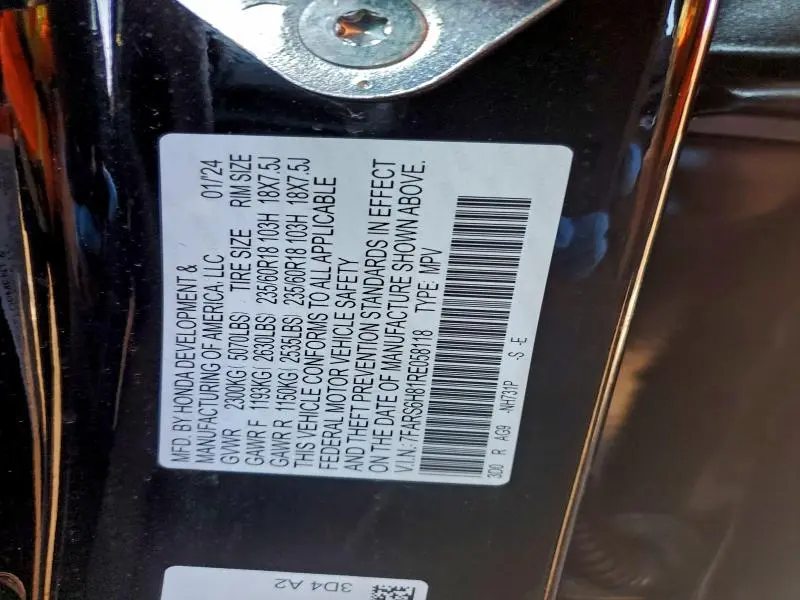 MFD. BY HONDA DEVELOPMENT &
MANUFACTURING OF AMERICA, LLC 01/'24
GVWR 2300KG( 5070LBS) TIRE SIZE RIM SIZE
GAWR F 1193KG( 2630LBS) 235/60R18 103H 18X7.5J
GAWR R 1150KG( 2535LBS) 235/60R18 103H 18X7.5J
THIS VEHICLE CONFORMS TO ALL APPLICABLE
FEDERAL MOTOR VEHICLE SAFETY
AND THEFT PREVENTION STANDARDS IN EFFECT
ON THE DATE OF MANUFACTURE SHOWN ABOVE.
V.I.N.: 7FARS6H81RE058118 TYPE: MPV
3D0 R AG9 -NH731P -S -E
3D4 A2